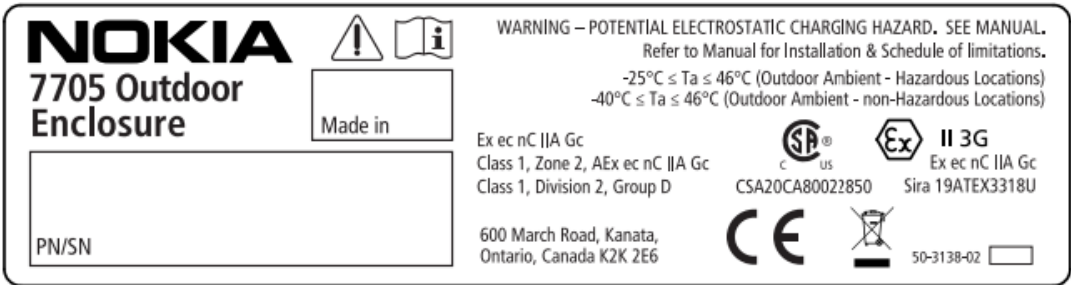 NOKIA
7705 Outdoor
Enclosure
Made in
PN/SN
WARNING – POTENTIAL ELECTROSTATIC CHARGING HAZARD. SEE MANUAL.
Refer to Manual for Installation & Schedule of limitations.
-25°C ≤ Ta ≤ 46°C (Outdoor Ambient - Hazardous Locations)
-40°C ≤ Ta ≤ 46°C (Outdoor Ambient - non-Hazardous Locations)
Ex ec nC IIA Gc
Class 1, Zone 2, AEx ec nC IIA Gc
Class 1, Division 2, Group D
SA ®
C US
CSA20CA80022850
Ex II 3G
Ex ec nC IIA Gc
Sira 19ATEX3318U
600 March Road, Kanata,
Ontario, Canada K2K 2E6
CE
50-3138-02